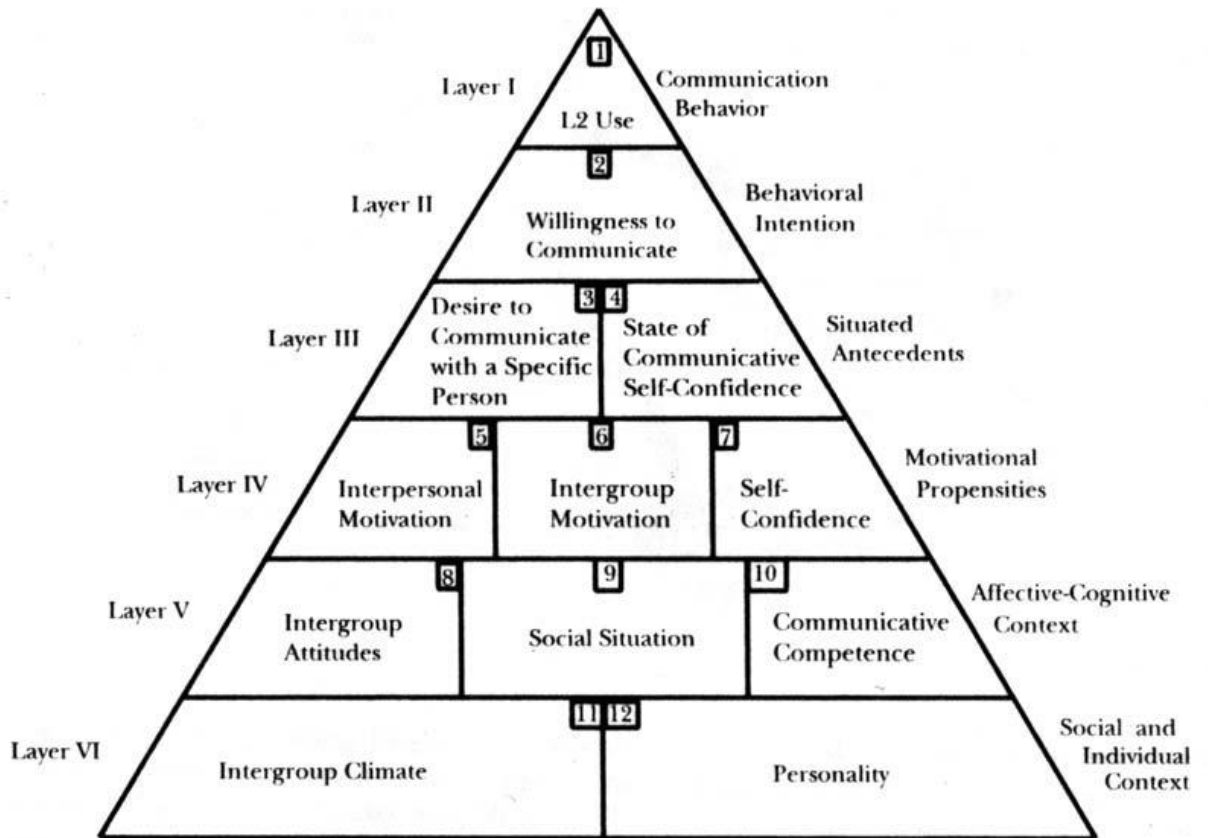 1
Layer I
Communication
Behavior
L2 Use
2
Layer II
Behavioral
Intention
Willingness to
Communicate
3
4
Layer III
Desire to
Communicate
with a Specific
Person
State of
Communicative
Self-Confidence
Situated
Antecedents
5
6
7
Layer IV
Interpersonal
Motivation
Intergroup
Motivation
Self-
Confidence
Motivational
Propensities
8
9
10
Layer V
Intergroup
Attitudes
Social Situation
Communicative
Competence
Affective-Cognitive
Context
11
12
Layer VI
Intergroup Climate
Personality
Social and
Individual
Context